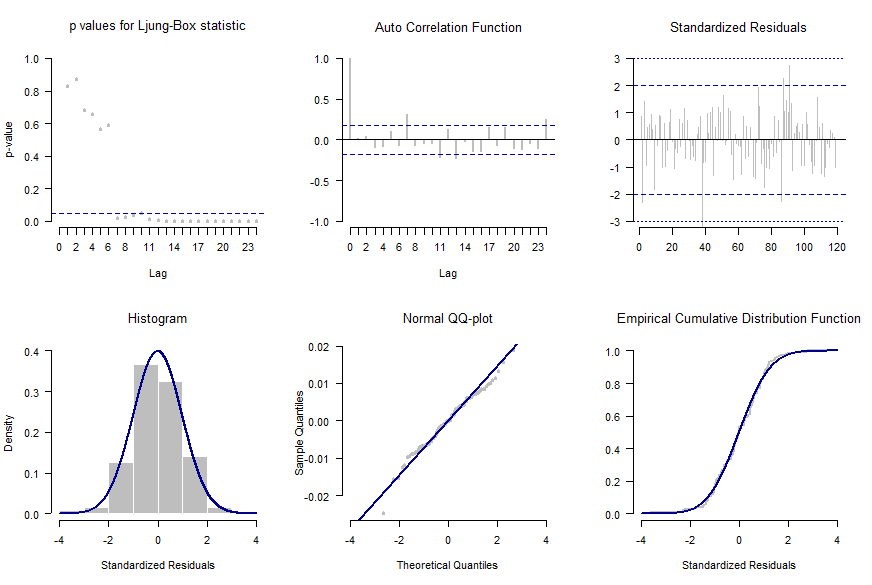 p values for Ljung-Box statistic
p-value
1.0
0.8
0.6
0.4
0.2
0.0
0 2 4 6 8 11 14 17 20 23
Lag
Auto Correlation Function
1.0
0.5
0.0
-0.5
-1.0
0 2 4 6 8 11 14 17 20 23
Standardized Residuals
3
2
1
0
-1
-2
-3
0 20 40 60 80 100 120
Histogram
Density
0.4
0.3
0.2
0.1
0.0
-4 -2 0 2 4
Standardized Residuals
Normal QQ-plot
Sample Quantiles
0.02
0.01
0.00
-0.01
-0.02
-4 -2 0 2 4
Theoretical Quantiles
Empirical Cumulative Distribution Function
1.0
0.8
0.6
0.4
0.2
0.0
-4 -2 0 2 4
Standardized Residuals